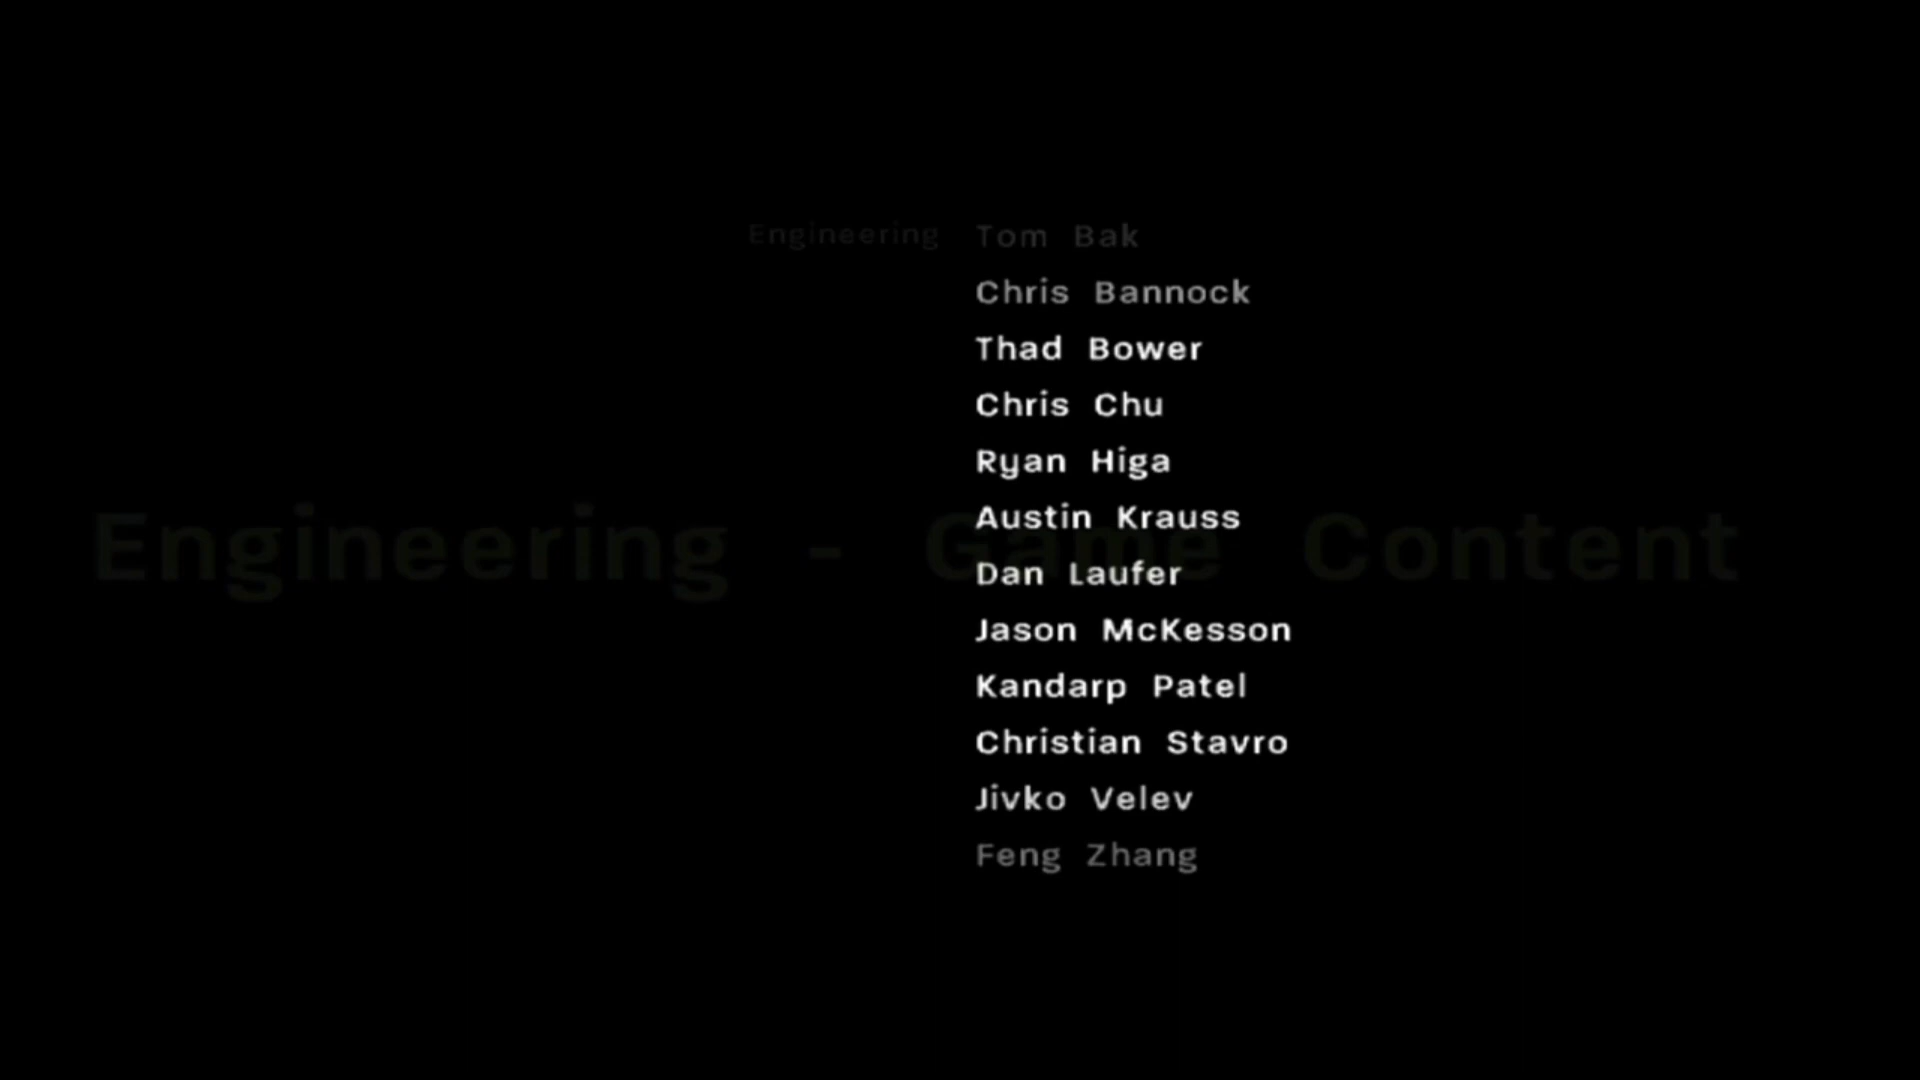 Engineering Tom Bak
Chris Bannock
Thad Bower
Chris Chu
Ryan Higa
Austin Krauss
Engineering - Game Content
Dan Laufer
Jason McKesson
Kandarp Patel
Christian Stavro
Jivko Velev
Feng Zhang